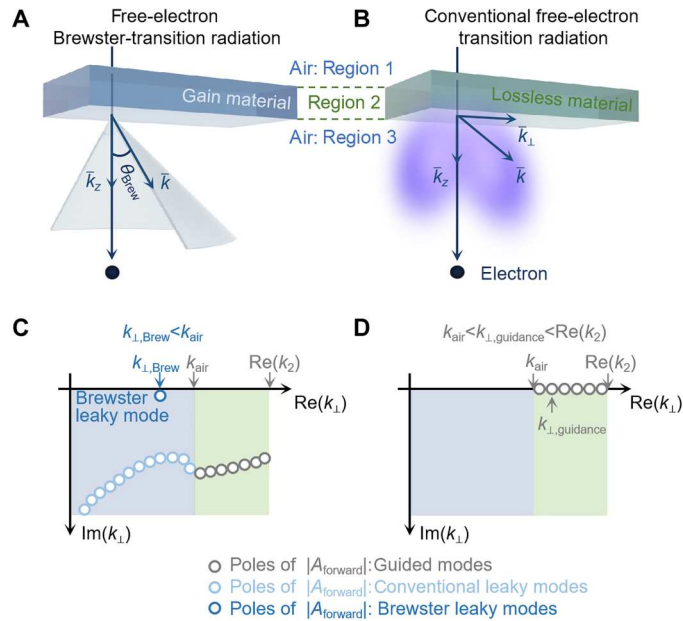 A
Free-electron
Brewster-transition radiation
B
Conventional free-electron
transition radiation
Air: Region 1
Gain material
Region 2
Lossless material
Air: Region 3
θBrew
k̄z
k̄
k̄⊥
k̄z
k̄
Electron
C
k⊥,Brew<kair
k⊥,Brew
kair
Re(k2)
Re(k⊥)
Brewster
leaky mode
Im(k⊥)
D
kair<k⊥,guidance<Re(k2)
kair
Re(k2)
Re(k⊥)
k⊥,guidance
Im(k⊥)
Poles of |Aforward|:Guided modes
Poles of |Aforward|:Conventional leaky modes
Poles of |Aforward|: Brewster leaky modes